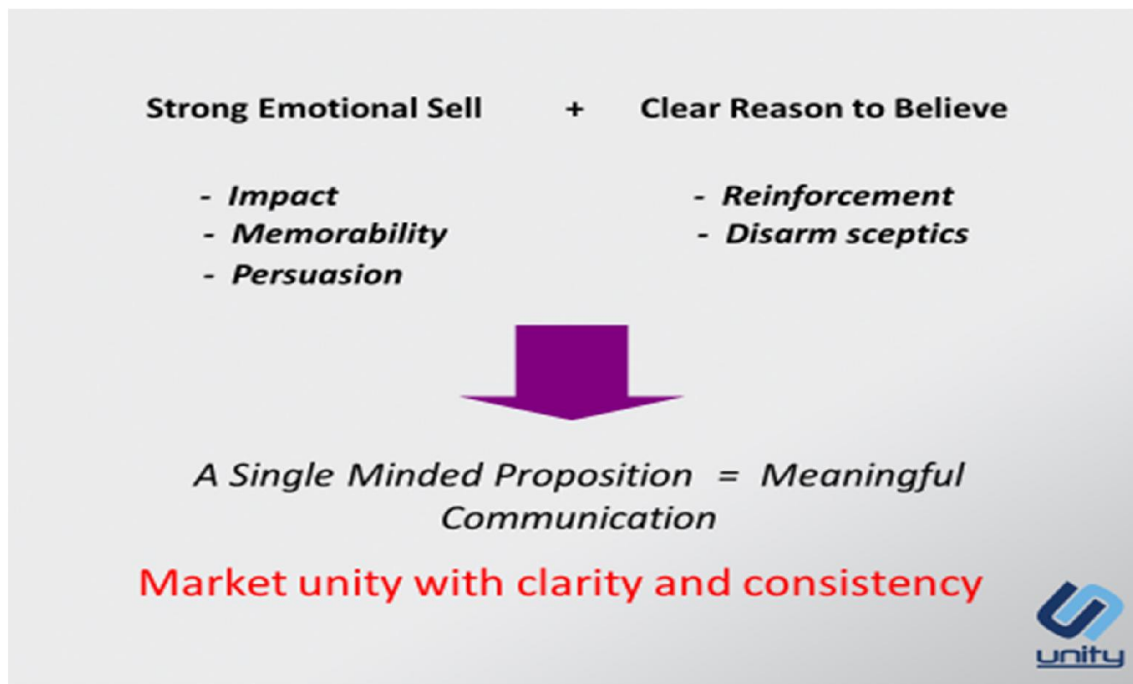 Strong Emotional Sell + Clear Reason to Believe
- Impact
- Memorability
- Persuasion
- Reinforcement
- Disarm sceptics
A Single Minded Proposition = Meaningful
Communication
Market unity with clarity and consistency
unity